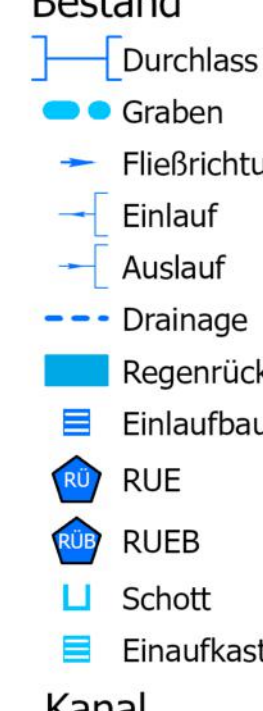 Bestand
Durchlass
Graben
Fließrichtu
Einlauf
Auslauf
Drainage
Regenrück
Einlaufbau
RÜ RUE
RÜB RUEB
Schott
Einaufkast
Kanal